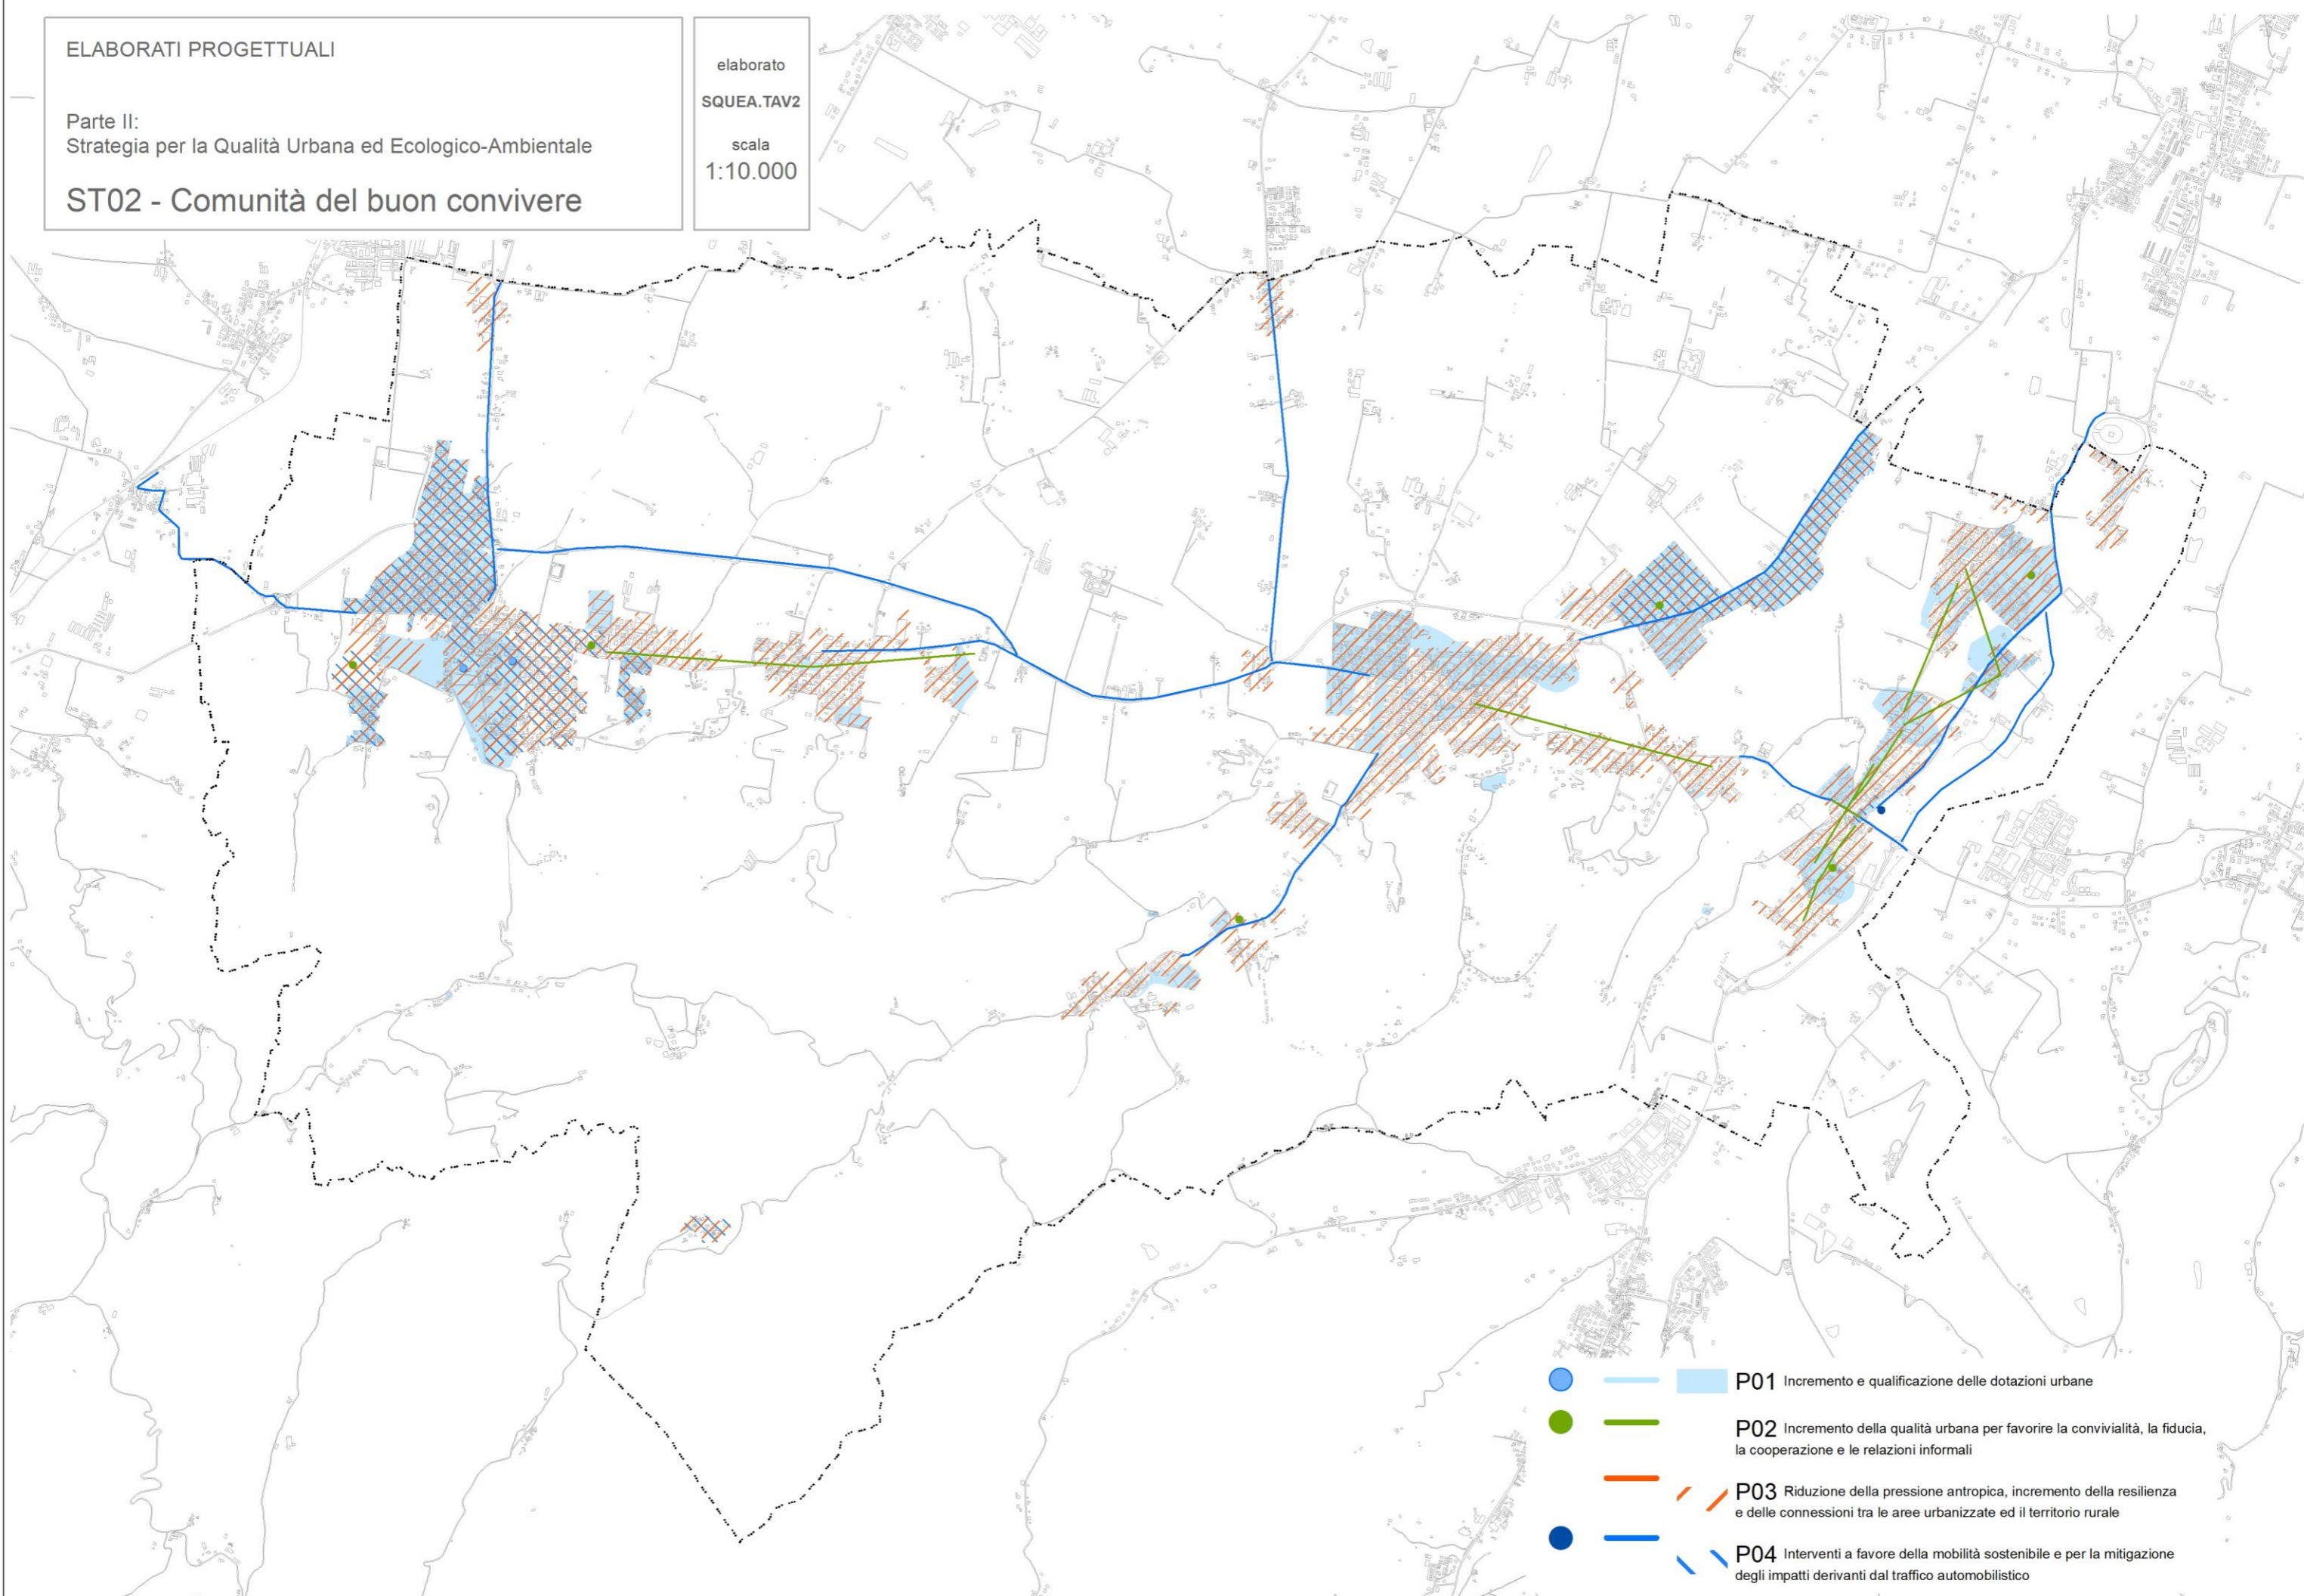 ELABORATI PROGETTUALI
Parte II:
Strategia per la Qualità Urbana ed Ecologico-Ambientale
ST02 - Comunità del buon convivere
elaborato
SQUEA.TAV2
scala
1:10.000
P01 Incremento e qualificazione delle dotazioni urbane
P02 Incremento della qualità urbana per favorire la convivialità, la fiducia,
la cooperazione e le relazioni informali
P03 Riduzione della pressione antropica, incremento della resilienza
e delle connessioni tra le aree urbanizzate ed il territorio rurale
P04 Interventi a favore della mobilità sostenibile e per la mitigazione
degli impatti derivanti dal traffico automobilistico